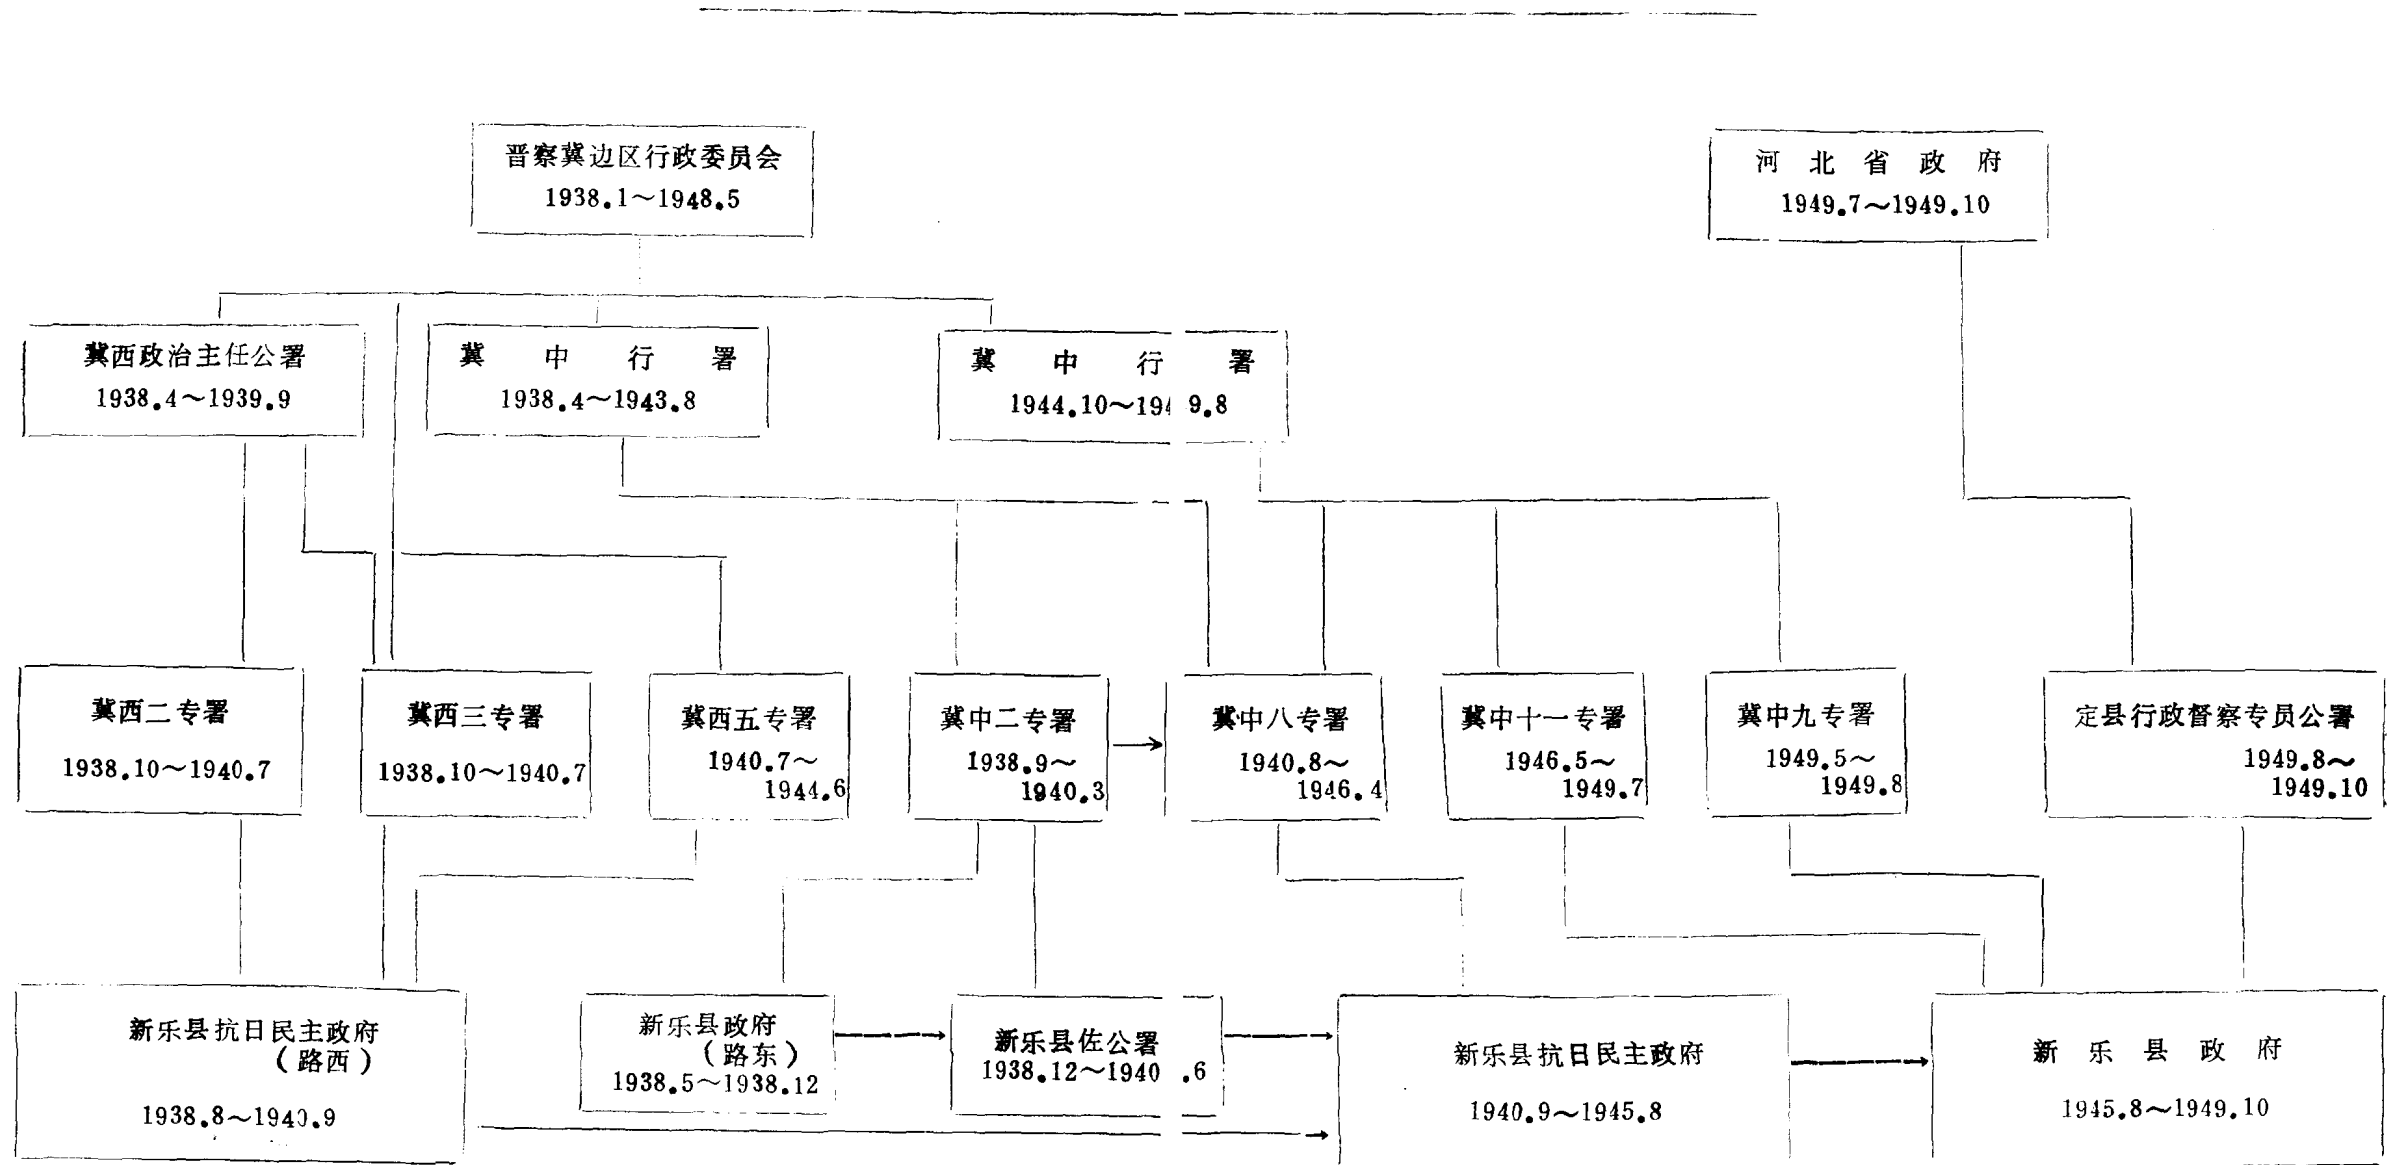 晋察冀边区行政委员会
1938.1～1948.5
河北省政府
1949.7～1949.10
冀西政治主任公署
1938.4～1939.9
冀中行署
1938.4～1943.8
冀中行署
1944.10～1949.8
冀西二专署
1938.10～1940.7
冀西三专署
1938.10～1940.7
冀西五专署
1940.7～
1944.6
冀中二专署
1938.9～
1940.3
冀中八专署
1940.8～
1946.4
冀中十一专署
1946.5～
1949.7
冀中九专署
1949.5～
1949.8
定县行政督察专员公署
1949.8～
1949.10
新乐县抗日民主政府
（路西）
1938.8～1940.9
新乐县政府
（路东）
1938.5～1938.12
新乐县佐公署
1938.12～1940.6
新乐县抗日民主政府
1940.9～1945.8
新乐县政府
1945.8～1949.10